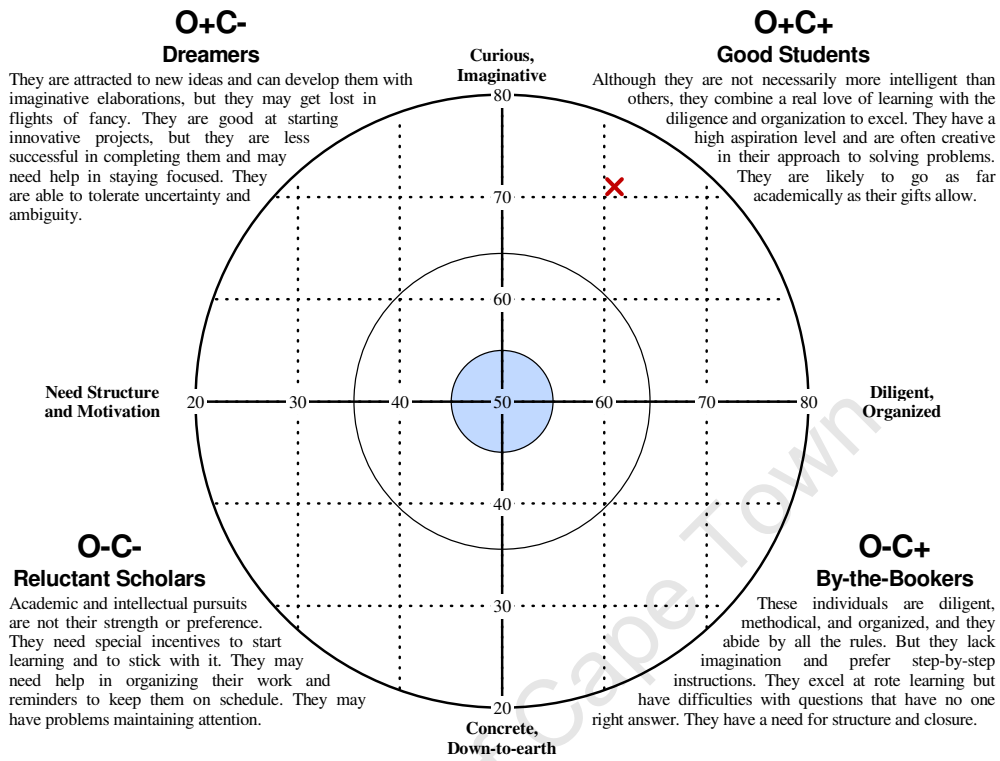 O+C-
Dreamers
They are attracted to new ideas and can develop them with
imaginative elaborations, but they may get lost in
flights of fancy. They are good at starting
innovative projects, but they are less
successful in completing them and may
need help in staying focused. They
are able to tolerate uncertainty and
ambiguity.
Curious,
Imaginative
O+C+
Good Students
Although they are not necessarily more intelligent than
others, they combine a real love of learning with the
diligence and organization to excel. They have a
high aspiration level and are often creative
in their approach to solving problems.
They are likely to go as far
academically as their gifts allow.
80
70
60
Need Structure
and Motivation
20 30 40 50 60 70 80
Diligent,
Organized
40
30
20
O-C-
Reluctant Scholars
Academic and intellectual pursuits
are not their strength or preference.
They need special incentives to start
learning and to stick with it. They may
need help in organizing their work and
reminders to keep them on schedule. They may
have problems maintaining attention.
Concrete,
Down-to-earth
O-C+
By-the-Bookers
These individuals are diligent,
methodical, and organized, and they
abide by all the rules. But they lack
imagination and prefer step-by-step
instructions. They excel at rote learning but
have difficulties with questions that have no one
right answer. They have a need for structure and closure.
Cape Town